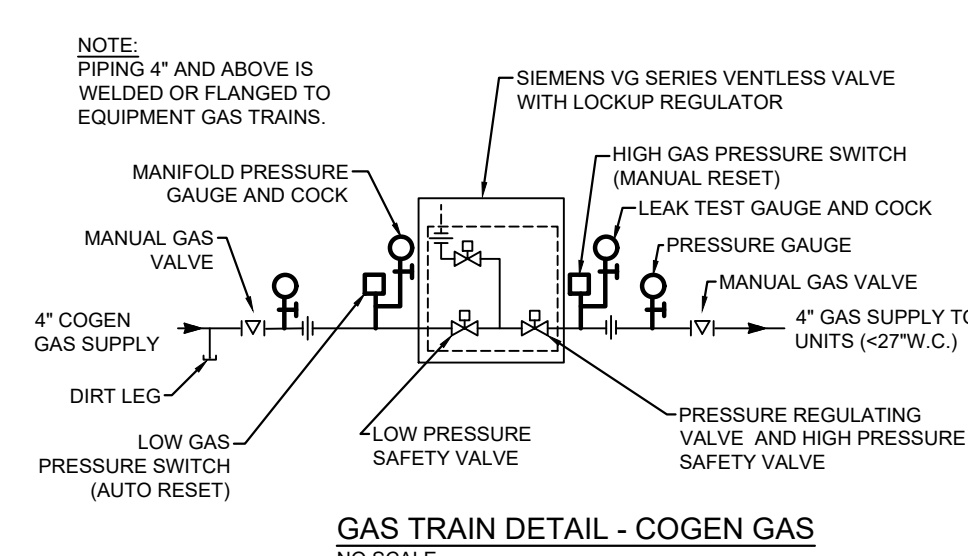 NOTE:
PIPING 4" AND ABOVE IS
WELDED OR FLANGED TO
EQUIPMENT GAS TRAINS.
SIEMENS VG SERIES VENTLESS VALVE
WITH LOCKUP REGULATOR
MANIFOLD PRESSURE
GAUGE AND COCK
HIGH GAS PRESSURE SWITCH
(MANUAL RESET)
LEAK TEST GAUGE AND COCK
MANUAL GAS
VALVE
PRESSURE GAUGE
MANUAL GAS VALVE
4" COGEN
GAS SUPPLY
4" GAS SUPPLY TO
UNITS (<27"W.C.)
DIRT LEG
LOW GAS
PRESSURE SWITCH
(AUTO RESET)
LOW PRESSURE
SAFETY VALVE
PRESSURE REGULATING
VALVE AND HIGH PRESSURE
SAFETY VALVE
GAS TRAIN DETAIL - COGEN GAS
NO SCALE